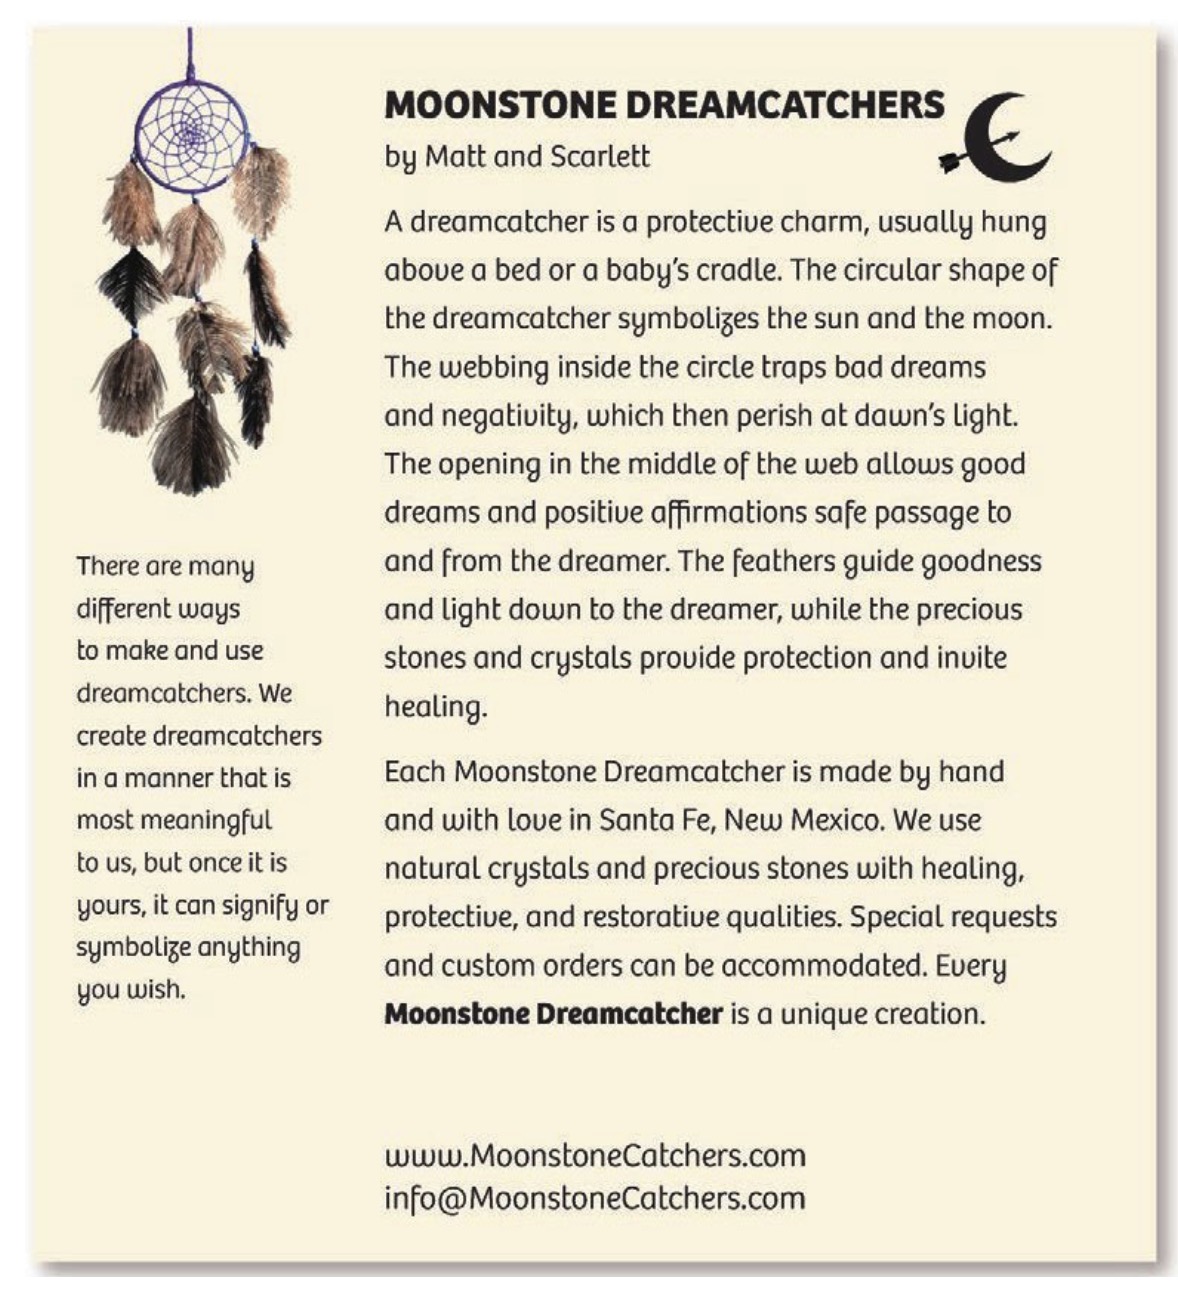 MOONSTONE DREAMCATCHERS
by Matt and Scarlett
A dreamcatcher is a protective charm, usually hung
above a bed or a baby's cradle. The circular shape of
the dreamcatcher symbolizes the sun and the moon.
The webbing inside the circle traps bad dreams
and negativity, which then perish at dawn's light.
The opening in the middle of the web allows good
dreams and positive affirmations safe passage to
and from the dreamer. The feathers guide goodness
and light down to the dreamer, while the precious
stones and crystals provide protection and invite
healing.
Each Moonstone Dreamcatcher is made by hand
and with love in Santa Fe, New Mexico. We use
natural crystals and precious stones with healing,
protective, and restorative qualities. Special requests
and custom orders can be accommodated. Every
Moonstone Dreamcatcher is a unique creation.
www.MoonstoneCatchers.com
info@MoonstoneCatchers.com
There are many
different ways
to make and use
dreamcatchers. We
create dreamcatchers
in a manner that is
most meaningful
to us, but once it is
yours, it can signify or
symbolize anything
you wish.